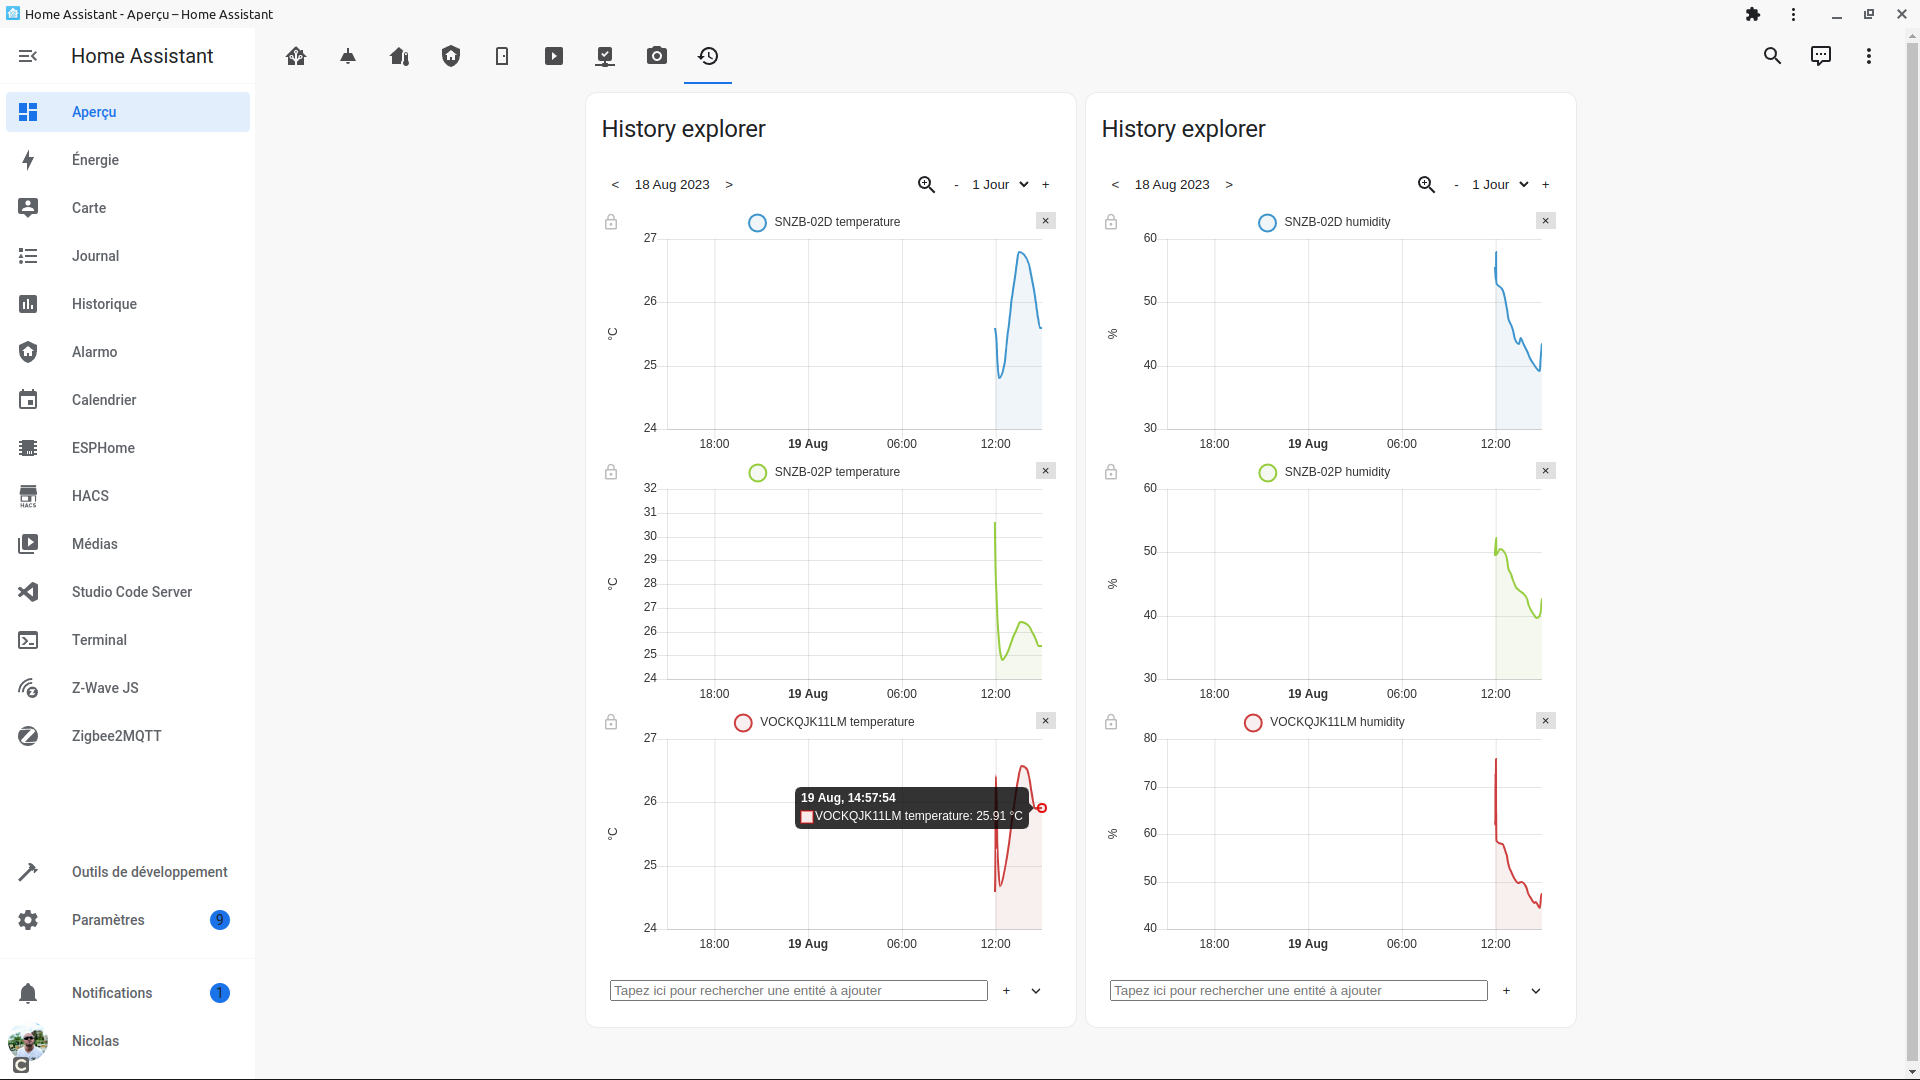 Home Assistant - Aperçu – Home Assistant
Home Assistant
Aperçu
Énergie
Carte
Journal
Historique
Alarmo
Calendrier
ESPHome
HACS
HACS
Médias
Studio Code Server
Terminal
Z-Wave JS
Zigbee2MQTT
Outils de développement
Paramètres 9
Notifications 1
Nicolas
C
History explorer
< 18 Aug 2023 > - 1 Jour +
SNZB-02D temperature ×
27
26
25
24
°C
18:00 19 Aug 06:00 12:00
SNZB-02P temperature ×
32
31
30
29
28
27
26
25
24
°C
18:00 19 Aug 06:00 12:00
VOCKQJK11LM temperature ×
27
26
25
24
°C
19 Aug, 14:57:54
VOCKQJK11LM temperature: 25.91 °C
18:00 19 Aug 06:00 12:00
Tapez ici pour rechercher une entité à ajouter +
History explorer
< 18 Aug 2023 > - 1 Jour +
SNZB-02D humidity ×
60
50
40
30
%
18:00 19 Aug 06:00 12:00
SNZB-02P humidity ×
60
50
40
30
%
18:00 19 Aug 06:00 12:00
VOCKQJK11LM humidity ×
80
70
60
50
40
%
18:00 19 Aug 06:00 12:00
Tapez ici pour rechercher une entité à ajouter +